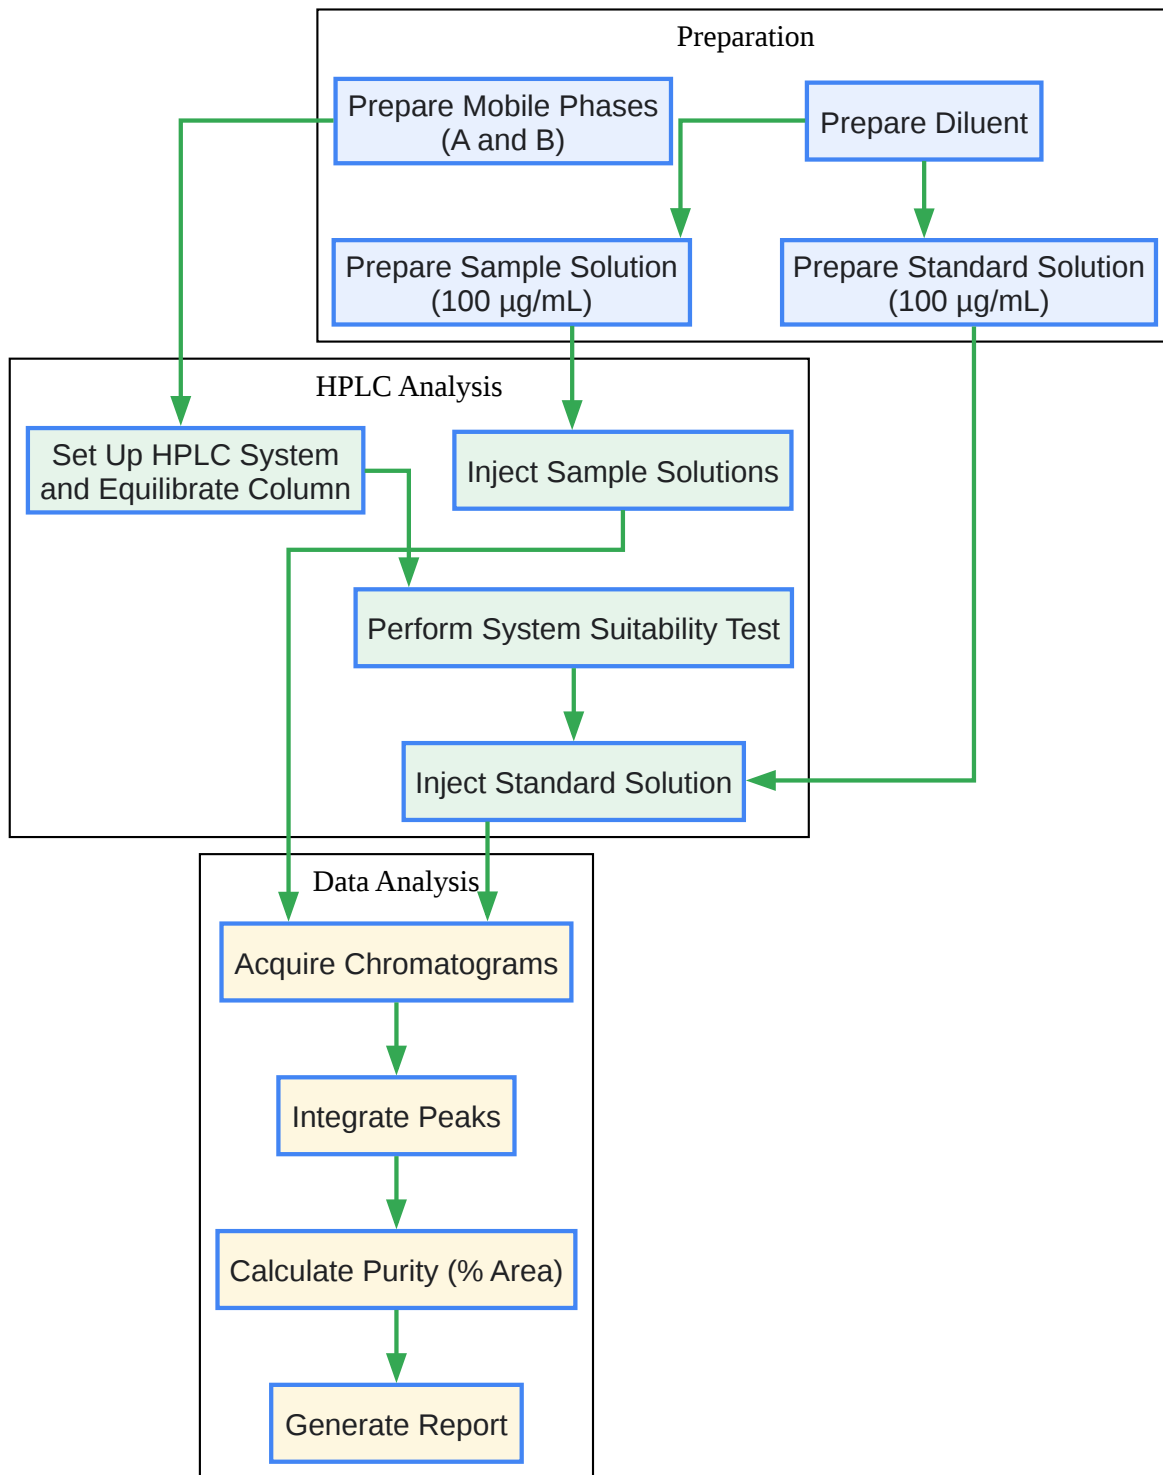 Preparation
Prepare Mobile Phases
(A and B)
Prepare Diluent
Prepare Sample Solution
(100 µg/mL)
Prepare Standard Solution
(100 µg/mL)
HPLC Analysis
Set Up HPLC System
and Equilibrate Column
Inject Sample Solutions
Perform System Suitability Test
Inject Standard Solution
Data Analysis
Acquire Chromatograms
Integrate Peaks
Calculate Purity (% Area)
Generate Report